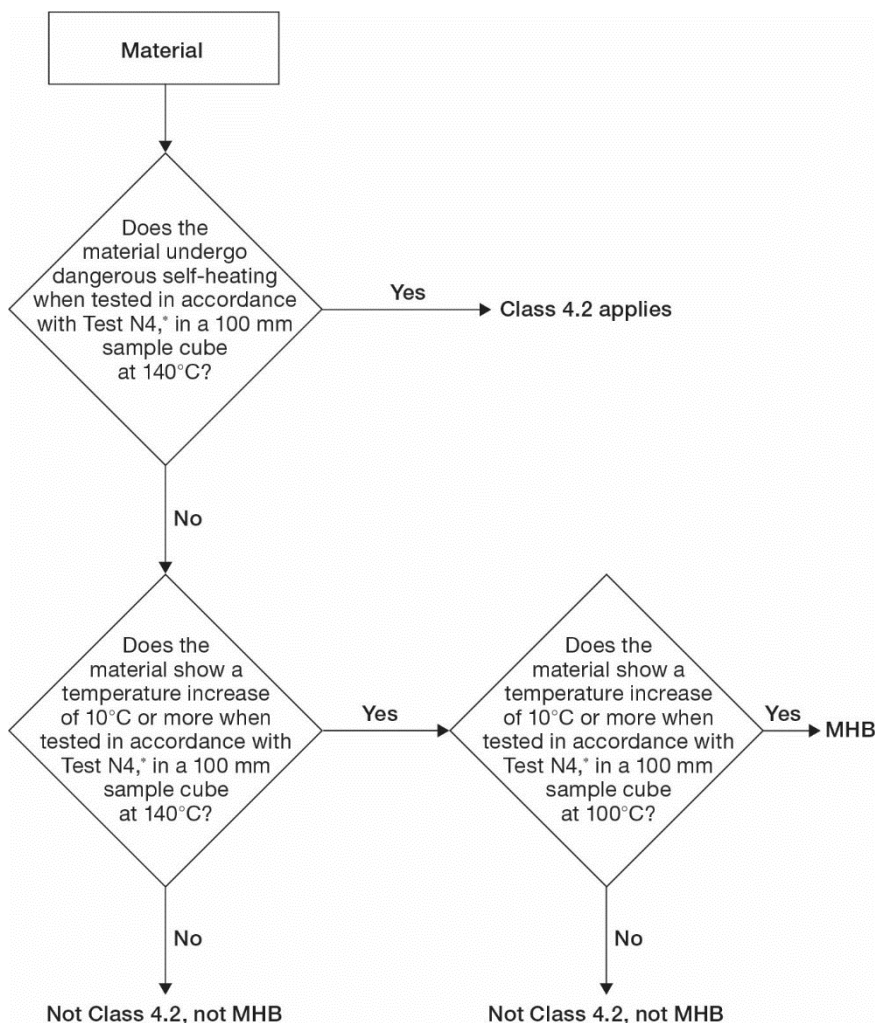 Material
Does the
material undergo
dangerous self-heating
when tested in accordance
with Test N4,* in a 100 mm
sample cube
at 140°C?
Yes
Class 4.2 applies
No
Does the
material show a
temperature increase
of 10°C or more when
tested in accordance with
Test N4,* in a 100 mm
sample cube
at 140°C?
Yes
Does the
material show a
temperature increase
of 10°C or more when
tested in accordance with
Test N4,* in a 100 mm
sample cube
at 100°C?
Yes
MHB
No
Not Class 4.2, not MHB
No
Not Class 4.2, not MHB